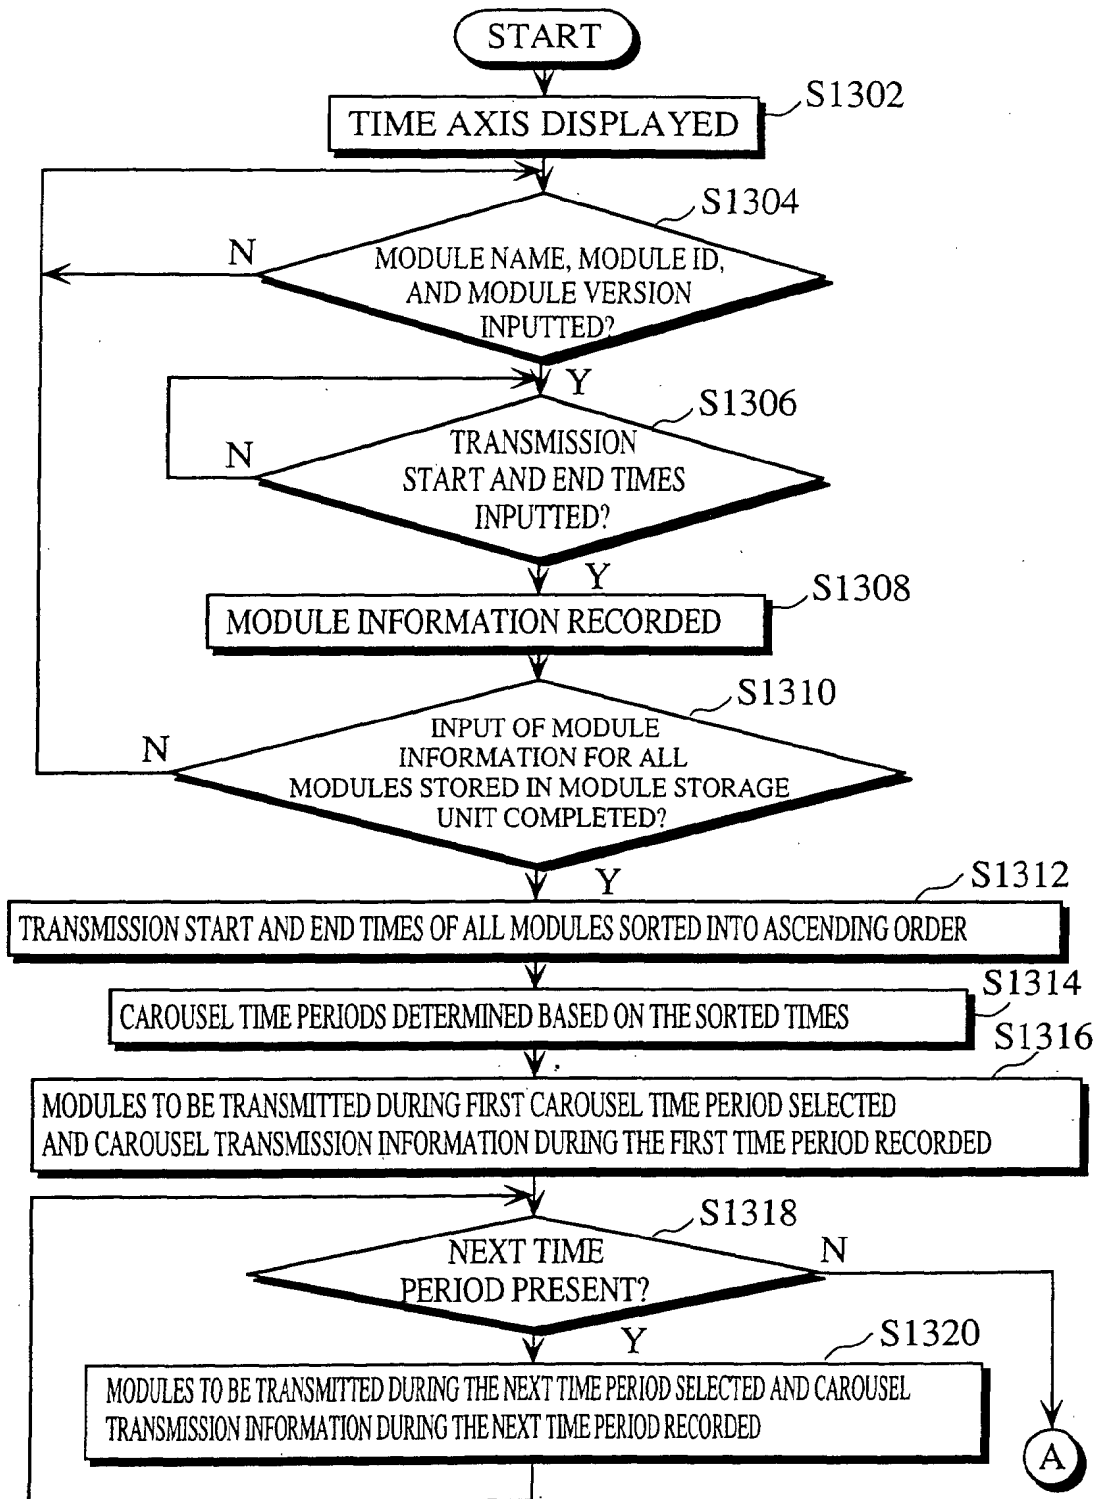 START
S1302
TIME AXIS DISPLAYED
S1304
N
MODULE NAME, MODULE ID,
AND MODULE VERSION
INPUTTED?
Y
S1306
N
TRANSMISSION
START AND END TIMES
INPUTTED?
Y
S1308
MODULE INFORMATION RECORDED
S1310
N
INPUT OF MODULE
INFORMATION FOR ALL
MODULES STORED IN MODULE STORAGE
UNIT COMPLETED?
Y
S1312
TRANSMISSION START AND END TIMES OF ALL MODULES SORTED INTO ASCENDING ORDER
S1314
CAROUSEL TIME PERIODS DETERMINED BASED ON THE SORTED TIMES
S1316
MODULES TO BE TRANSMITTED DURING FIRST CAROUSEL TIME PERIOD SELECTED
AND CAROUSEL TRANSMISSION INFORMATION DURING THE FIRST TIME PERIOD RECORDED
S1318
N
NEXT TIME
PERIOD PRESENT?
Y
S1320
MODULES TO BE TRANSMITTED DURING THE NEXT TIME PERIOD SELECTED AND CAROUSEL
TRANSMISSION INFORMATION DURING THE NEXT TIME PERIOD RECORDED
A